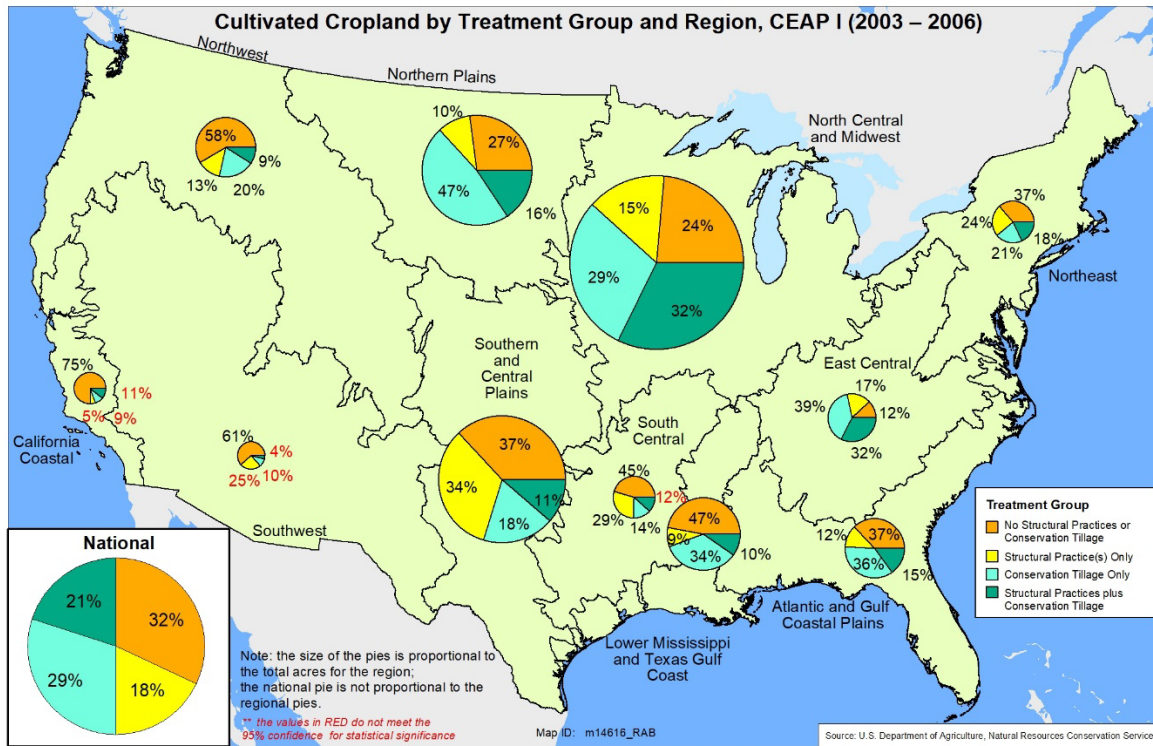 Cultivated Cropland by Treatment Group and Region, CEAP I (2003 – 2006)
Northwest
58%
9%
13%
20%
Northern Plains
10%
27%
47%
16%
North Central
and Midwest
15%
24%
29%
32%
37%
24%
18%
21%
Northeast
75%
11%
5%
9%
California
Coastal
61%
4%
25%
10%
Southwest
Southern
and
Central
Plains
37%
34%
11%
18%
South
Central
45%
12%
29%
14%
East Central
17%
39%
12%
32%
47%
9%
34%
10%
Lower Mississippi
and Texas Gulf
Coast
12%
37%
36%
15%
Atlantic and Gulf
Coastal Plains
Treatment Group
No Structural Practices or
Conservation Tillage
Structural Practice(s) Only
Conservation Tillage Only
Structural Practices plus
Conservation Tillage
National
21%
32%
29%
18%
Note: the size of the pies is proportional to
the total acres for the region;
the national pie is not proportional to the
regional pies.
** the values in RED do not meet the
95% confidence for statistical significance
Map ID: m14616_RAB
Source: U.S. Department of Agriculture, Natural Resources Conservation Service